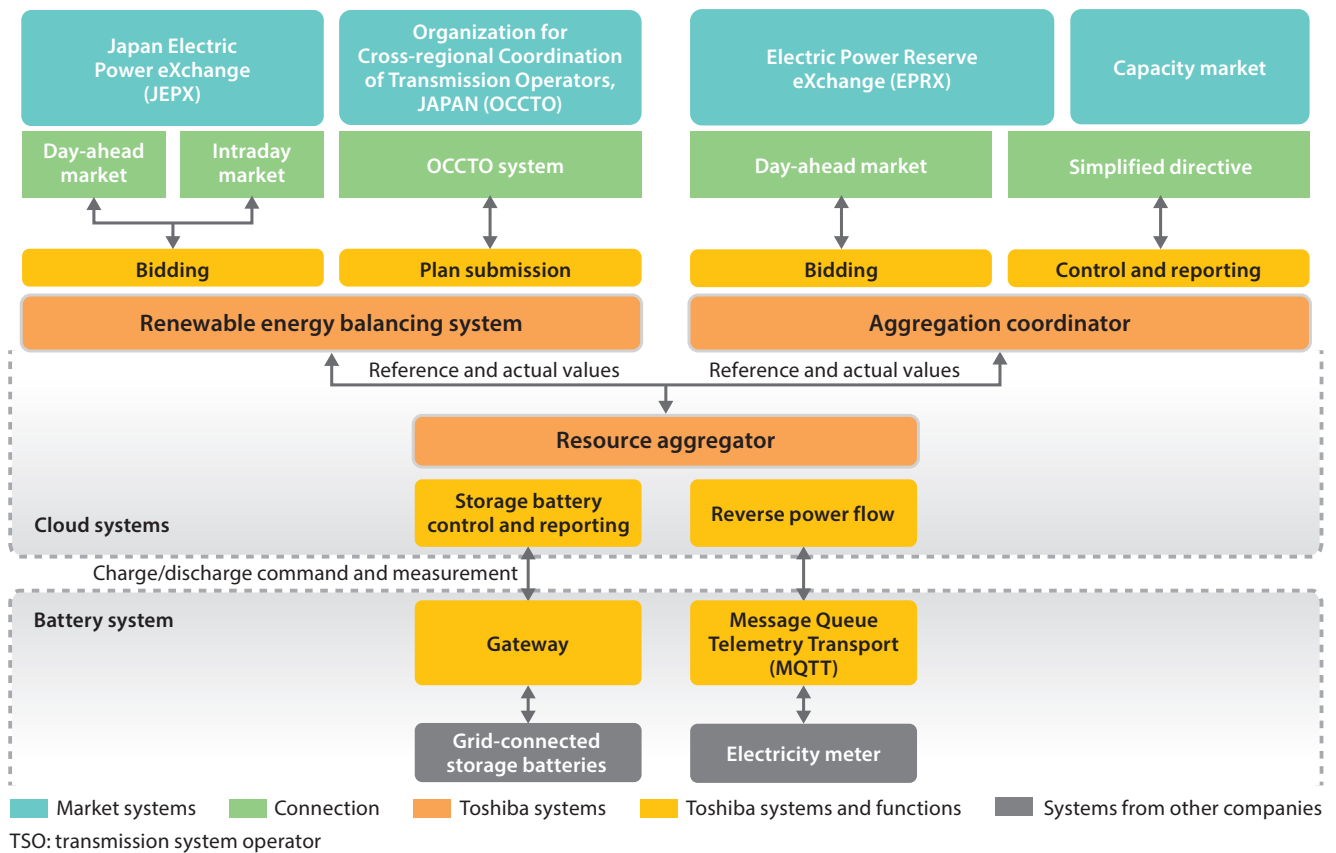 Japan Electric
Power eXchange
(JEPX)
Organization for
Cross-regional Coordination
of Transmission Operators,
JAPAN (OCCTO)
Electric Power Reserve
eXchange (EPRX)
Capacity market
Day-ahead
market
Intraday
market
OCCTO system
Day-ahead market
Simplified directive
Bidding
Plan submission
Bidding
Control and reporting
Renewable energy balancing system
Aggregation coordinator
Reference and actual values
Reference and actual values
Resource aggregator
Storage battery
control and reporting
Reverse power flow
Cloud systems
Charge/discharge command and measurement
Battery system
Gateway
Message Queue
Telemetry Transport
(MQTT)
Grid-connected
storage batteries
Electricity meter
Market systems
Connection
Toshiba systems
Toshiba systems and functions
Systems from other companies
TSO: transmission system operator